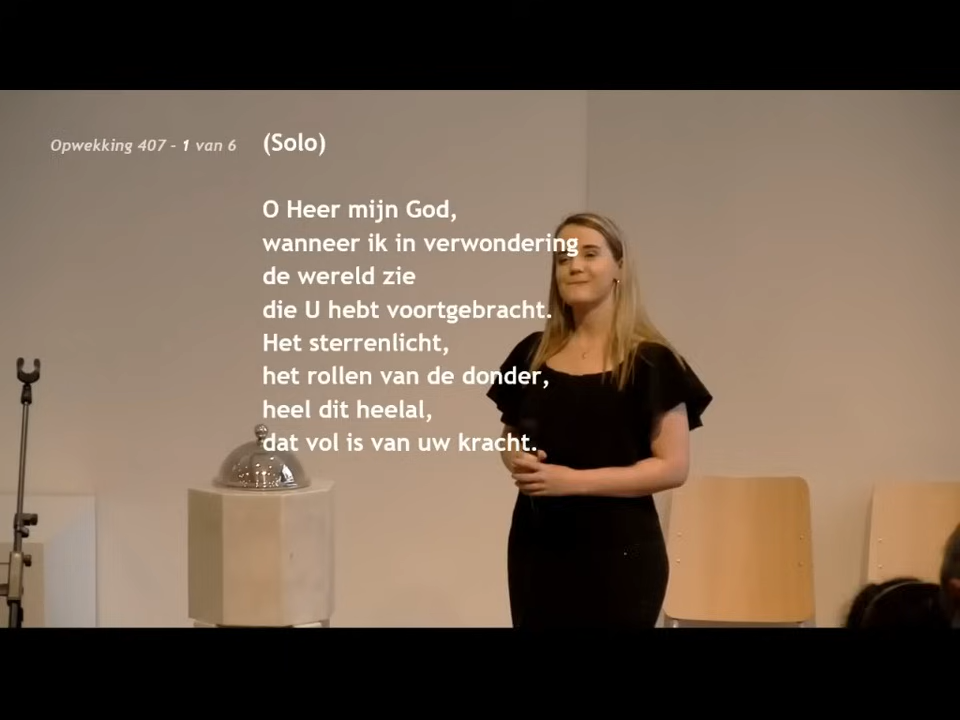 Opwekking 407 - 1 van 6
(Solo)
O Heer mijn God,
wanneer ik in verwondering
de wereld zie
die U hebt voortgebracht.
Het sterrenlicht,
het rollen van de donder,
heel dit heelal,
dat vol is van uw kracht.